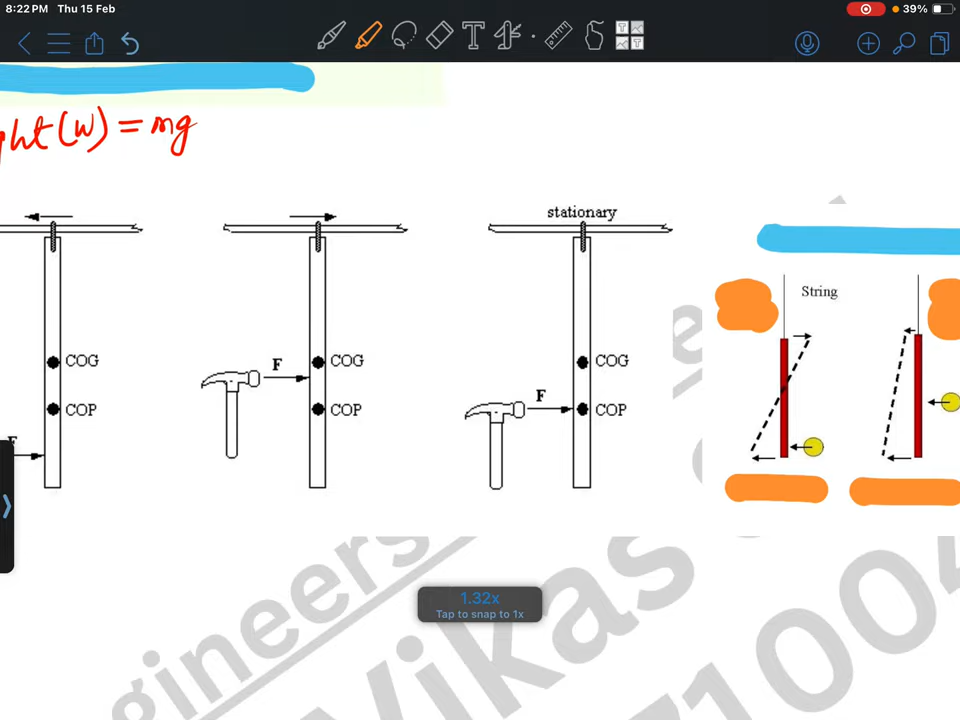 8:22 PM Thu 15 Feb
39%
ght (W) = mg
stationary
String
COG
COG
COG
F
F
COP
COP
COP
F
1.32x
Tap to snap to 1x
gineers
Vikas
7100